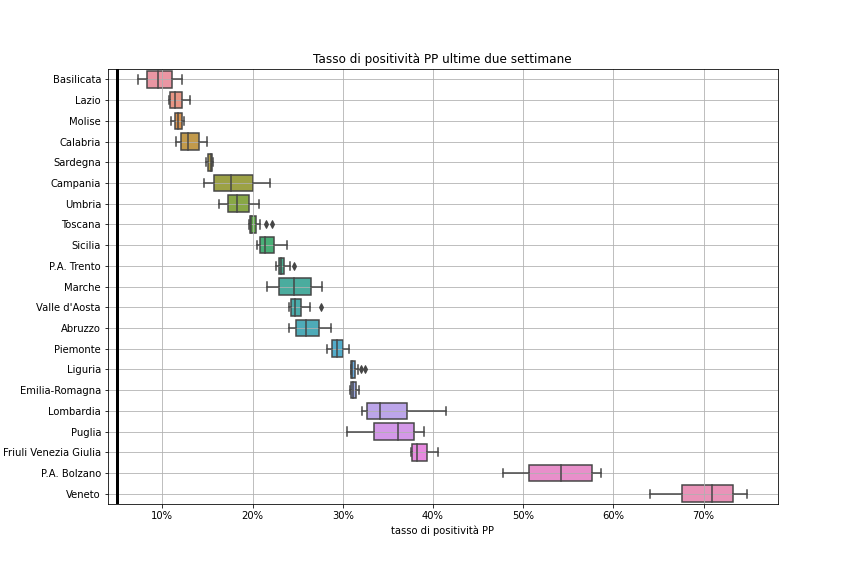 Tasso di positività PP ultime due settimane
Basilicata
Lazio
Molise
Calabria
Sardegna
Campania
Umbria
Toscana
Sicilia
P.A. Trento
Marche
Valle d'Aosta
Abruzzo
Piemonte
Liguria
Emilia-Romagna
Lombardia
Puglia
Friuli Venezia Giulia
P.A. Bolzano
Veneto
10% 20% 30% 40% 50% 60% 70%
tasso di positività PP